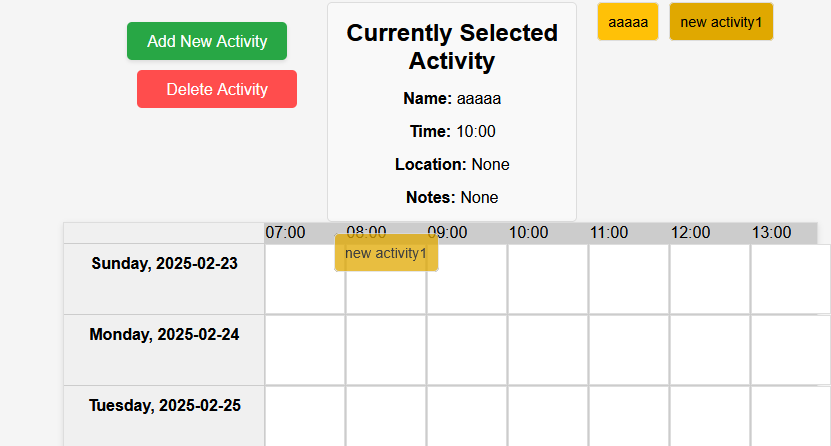 Add New Activity
Delete Activity
Currently Selected
Activity
Name: aaaaa
Time: 10:00
Location: None
Notes: None
aaaaa
new activity1
07:00 08:00 09:00 10:00 11:00 12:00 13:00
new activity1
Sunday, 2025-02-23
Monday, 2025-02-24
Tuesday, 2025-02-25